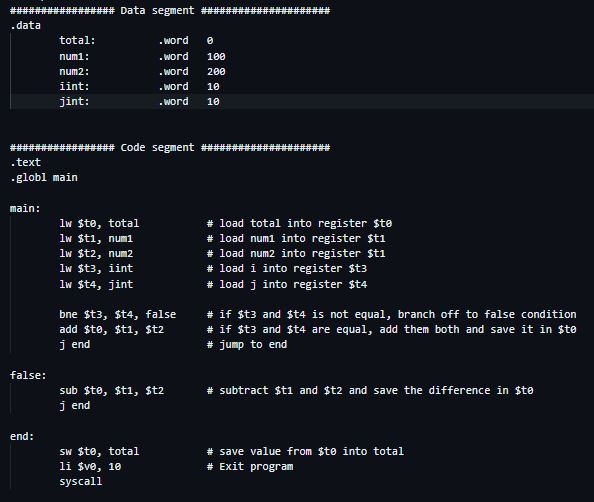 ################# Data segment #####################
.data
total: .word 0
num1: .word 100
num2: .word 200
iint: .word 10
jint: .word 10
################# Code segment #####################
.text
.globl main
main:
lw $t0, total # load total into register $t0
lw $t1, num1 # load num1 into register $t1
lw $t2, num2 # load num2 into register $t1
lw $t3, iint # load i into register $t3
lw $t4, jint # load j into register $t4
bne $t3, $t4, false # if $t3 and $t4 is not equal, branch off to false condition
add $t0, $t1, $t2 # if $t3 and $t4 are equal, add them both and save it in $t0
j end # jump to end
false:
sub $t0, $t1, $t2 # subtract $t1 and $t2 and save the difference in $t0
j end
end:
sw $t0, total # save value from $t0 into total
li $v0, 10 # Exit program
syscall